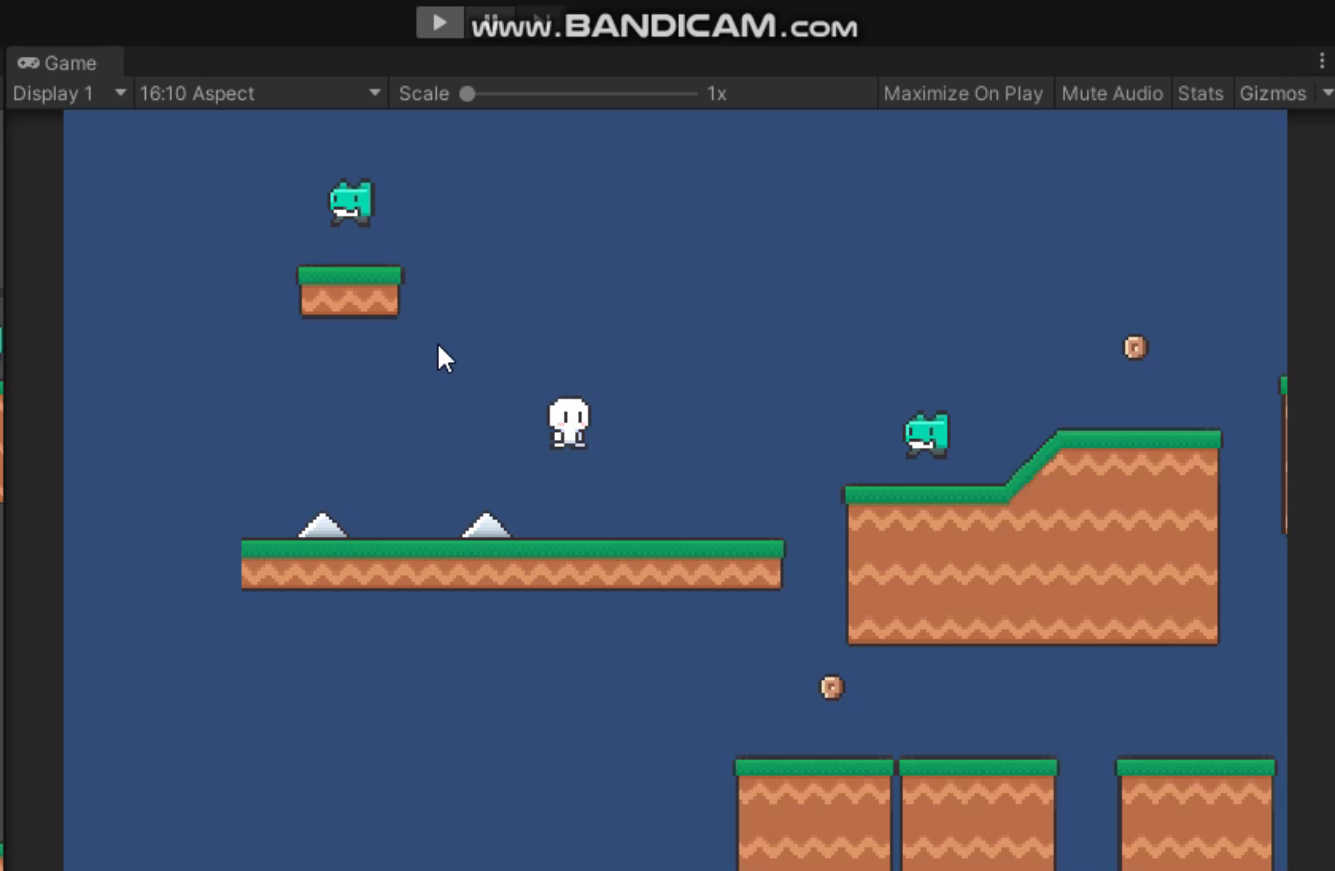 www.BANDICAM.COM
Game
Display 1 16:10 Aspect Scale 1x Maximize On Play Mute Audio Stats Gizmos